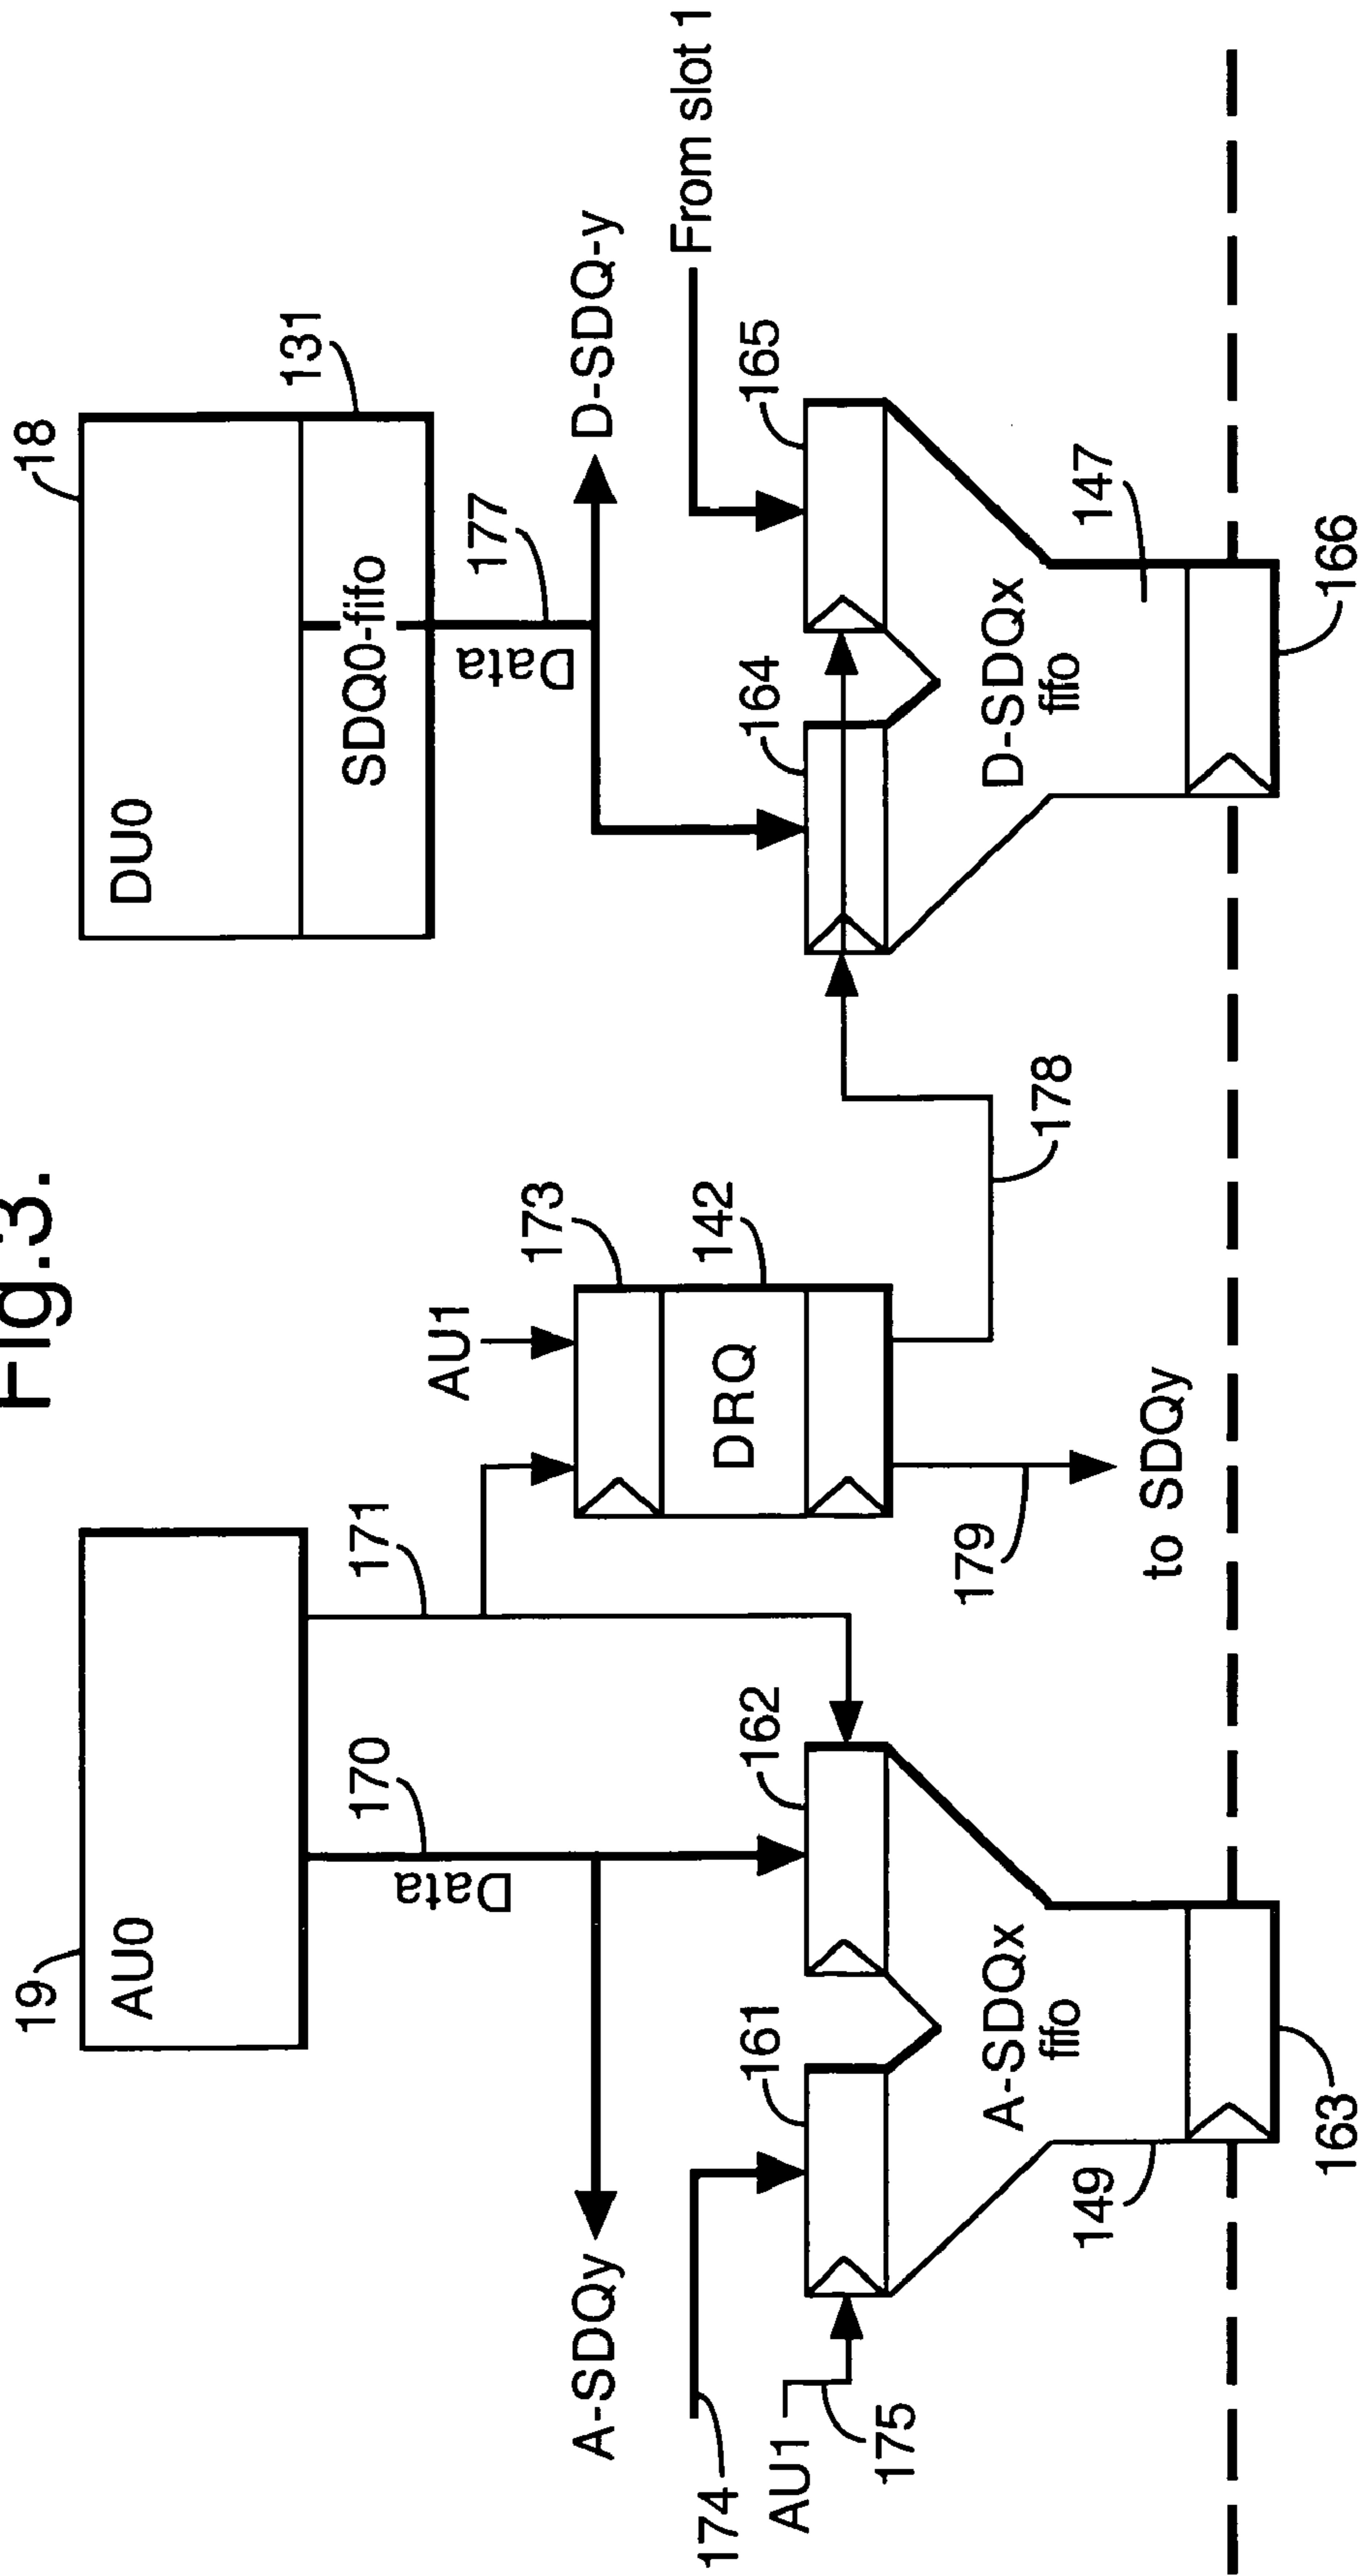 Fig.3.
19
AU0
170
Data
171
A-SDQy
174
AU1
175
161
162
A-SDQx
fifo
149
163
AU1
173
142
DRQ
179
to SDQy
178
18
DU0
131
SDQ0-fifo
177
Data
D-SDQ-y
From slot 1
164
165
D-SDQx
fifo
147
166